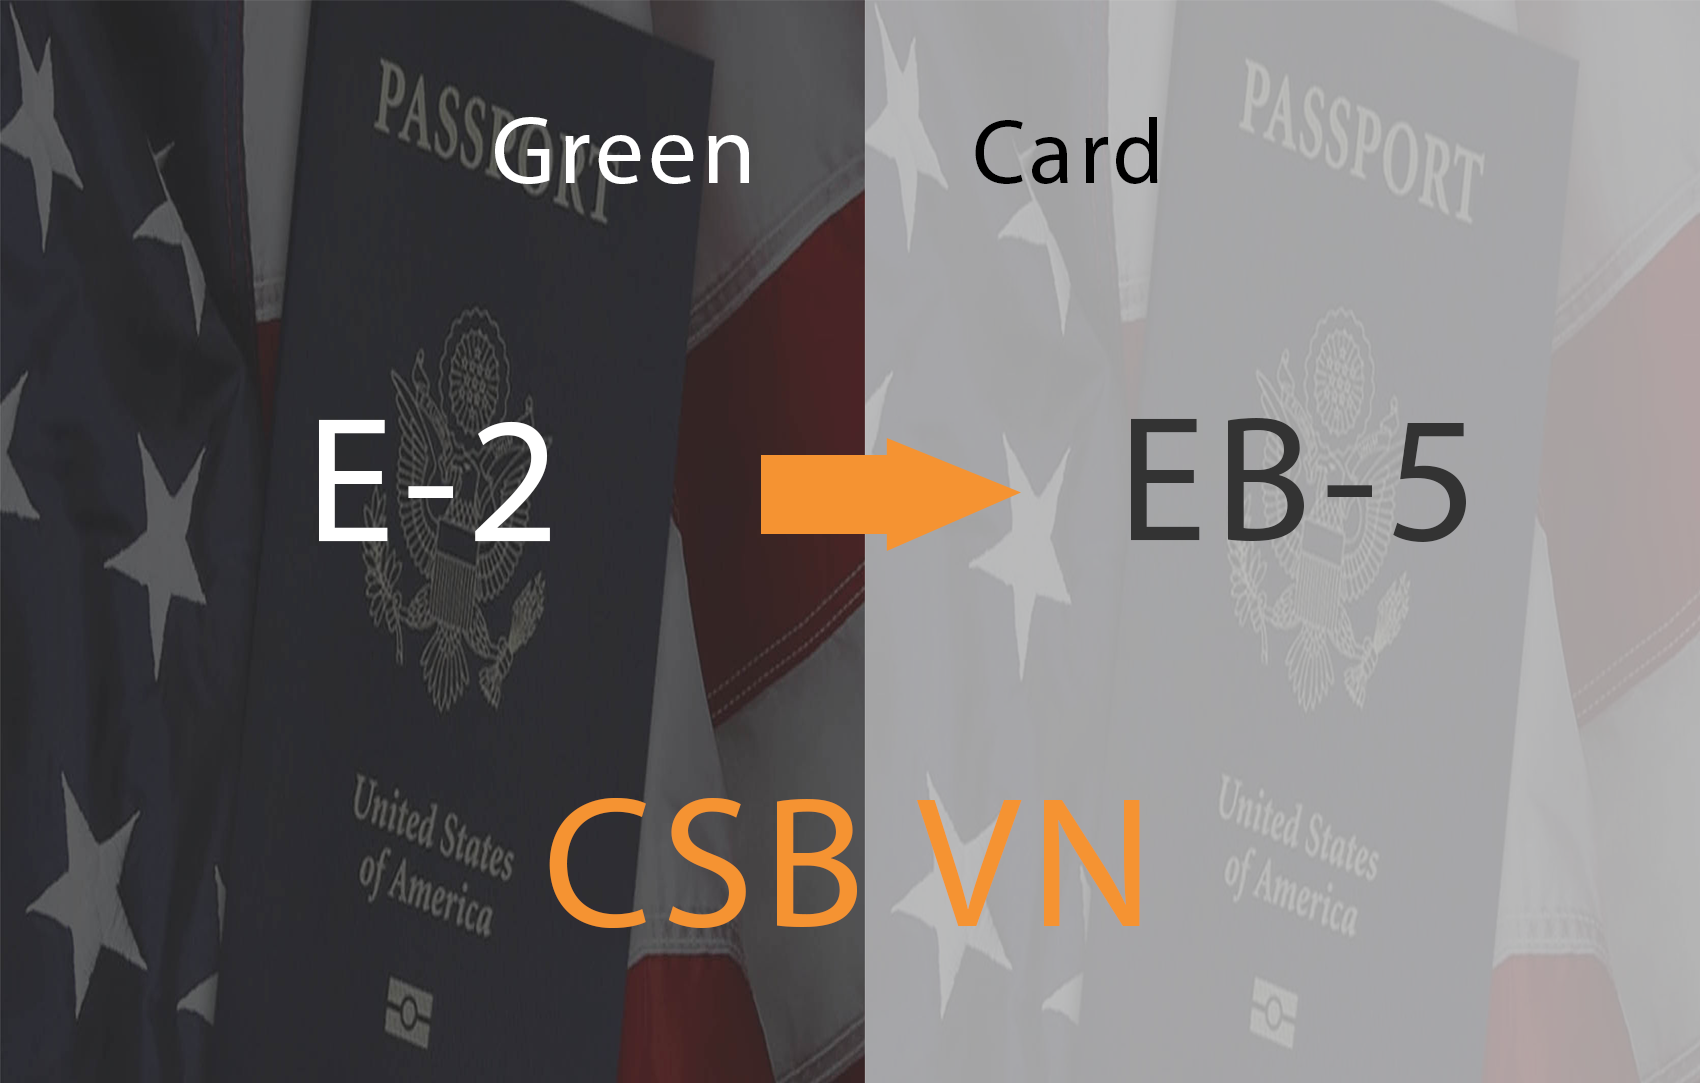 PASSPORT
PASSPORT
Green Card
E-2 EB-5
CSB VN
United States
of America
United States
of America